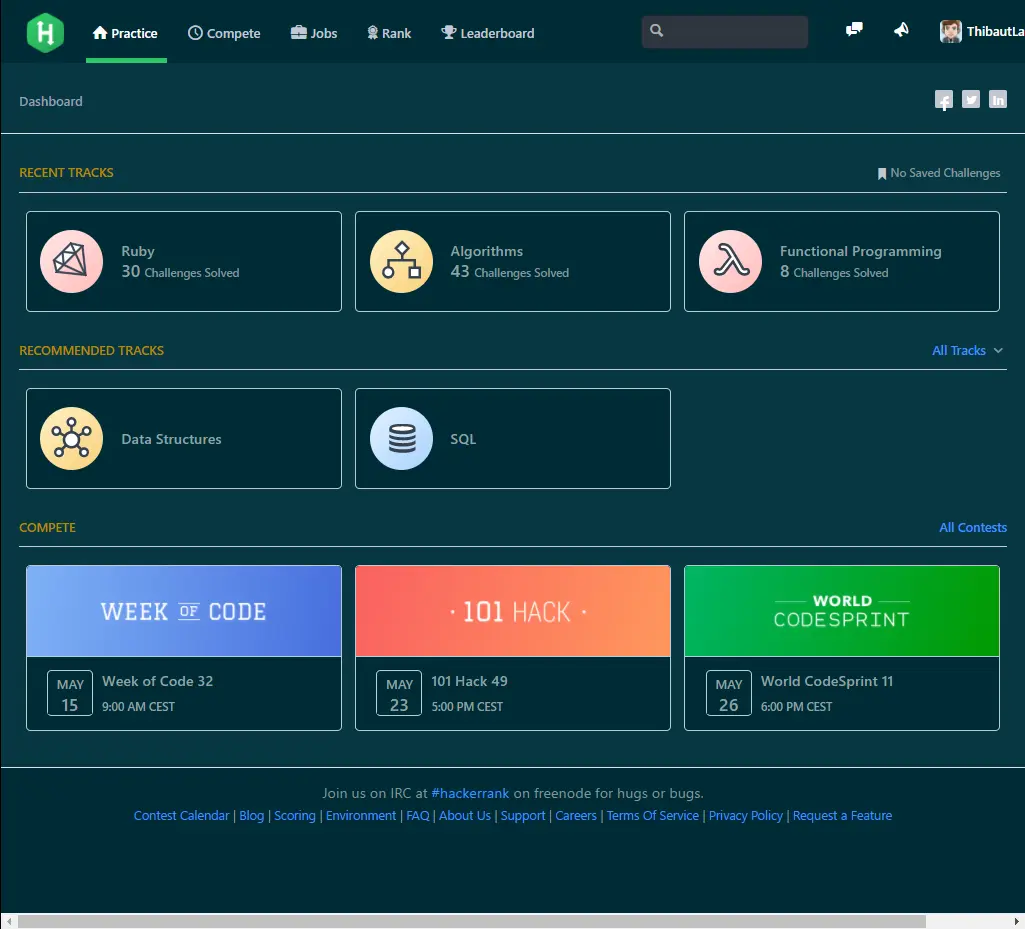 H Practice Compete Jobs Rank Leaderboard ThibautLa
Dashboard
RECENT TRACKS No Saved Challenges
Ruby Algorithms Functional Programming
30 Challenges Solved 43 Challenges Solved 8 Challenges Solved
RECOMMENDED TRACKS All Tracks
Data Structures SQL
COMPETE All Contests
WEEK OF CODE · 101 HACK · WORLD
CODESPRINT
MAY Week of Code 32 MAY 101 Hack 49 MAY World CodeSprint 11
15 9:00 AM CEST 23 5:00 PM CEST 26 6:00 PM CEST
Join us on IRC at #hackerrank on freenode for hugs or bugs.
Contest Calendar | Blog | Scoring | Environment | FAQ | About Us | Support | Careers | Terms Of Service | Privacy Policy | Request a Feature